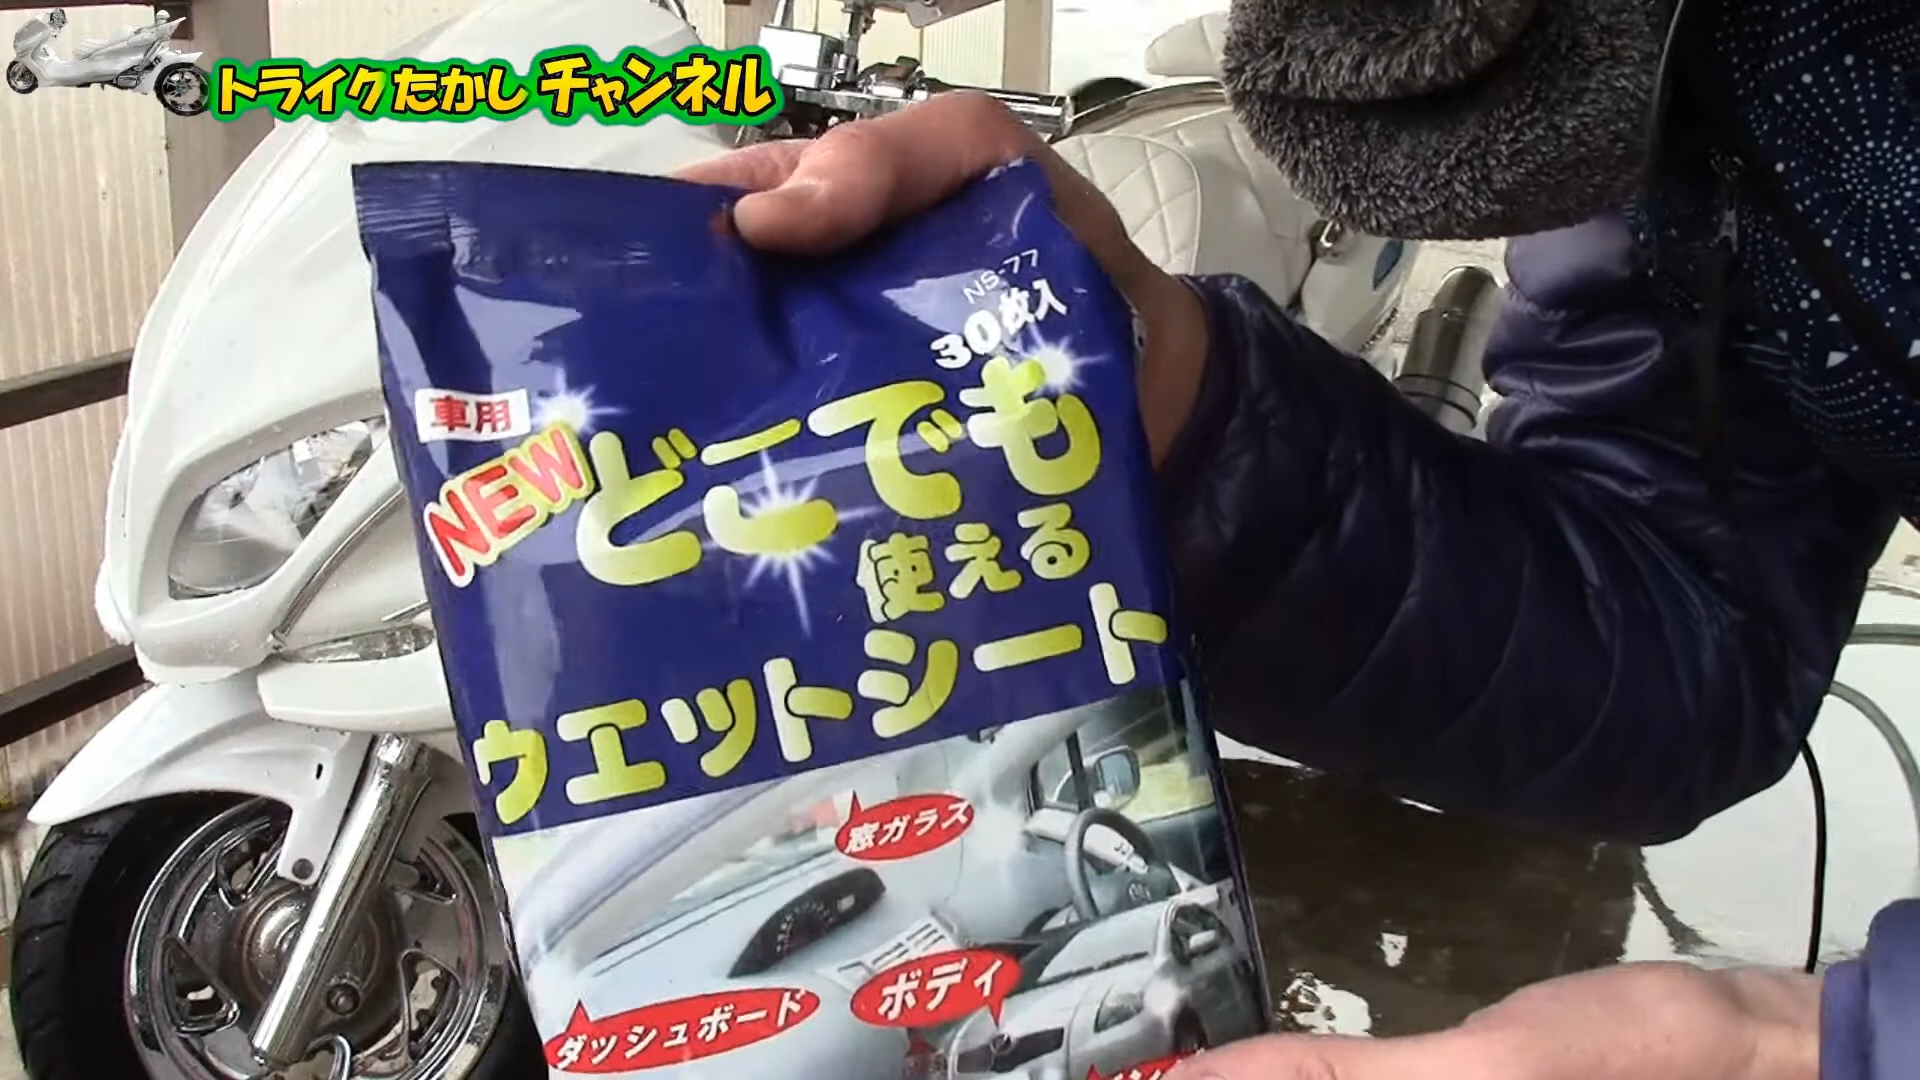 トライクたかしチャンネル
NS-77
30枚入
車用
NEW どこでも
使える
ウエットシート
窓ガラス
ボディ
ダッシュボード